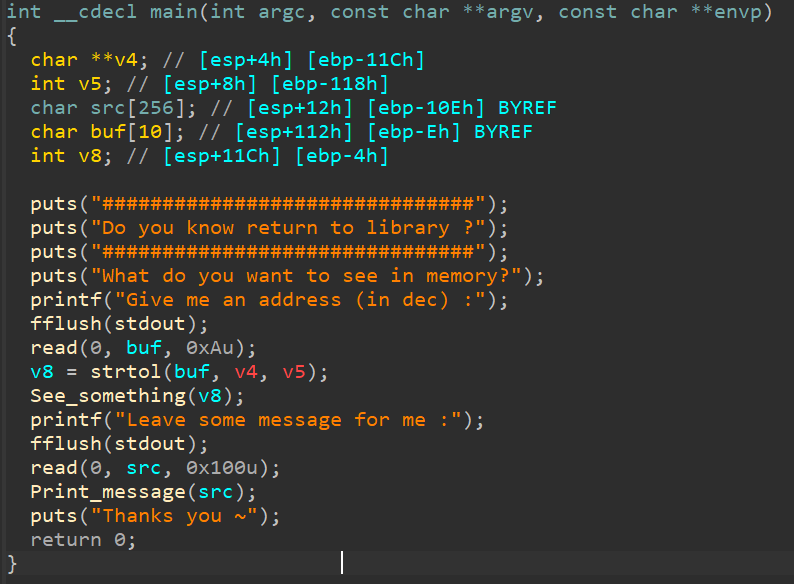 int __cdecl main(int argc, const char **argv, const char **envp)
{
  char **v4; // [esp+4h] [ebp-11Ch]
  int v5; // [esp+8h] [ebp-118h]
  char src[256]; // [esp+12h] [ebp-10Eh] BYREF
  char buf[10]; // [esp+112h] [ebp-Eh] BYREF
  int v8; // [esp+11Ch] [ebp-4h]

  puts("###############################");
  puts("Do you know return to library ?");
  puts("###############################");
  puts("What do you want to see in memory?");
  printf("Give me an address (in dec) :");
  fflush(stdout);
  read(0, buf, 0xAu);
  v8 = strtol(buf, v4, v5);
  See_something(v8);
  printf("Leave some message for me :");
  fflush(stdout);
  read(0, src, 0x100u);
  Print_message(src);
  puts("Thanks you ~");
  return 0;
}